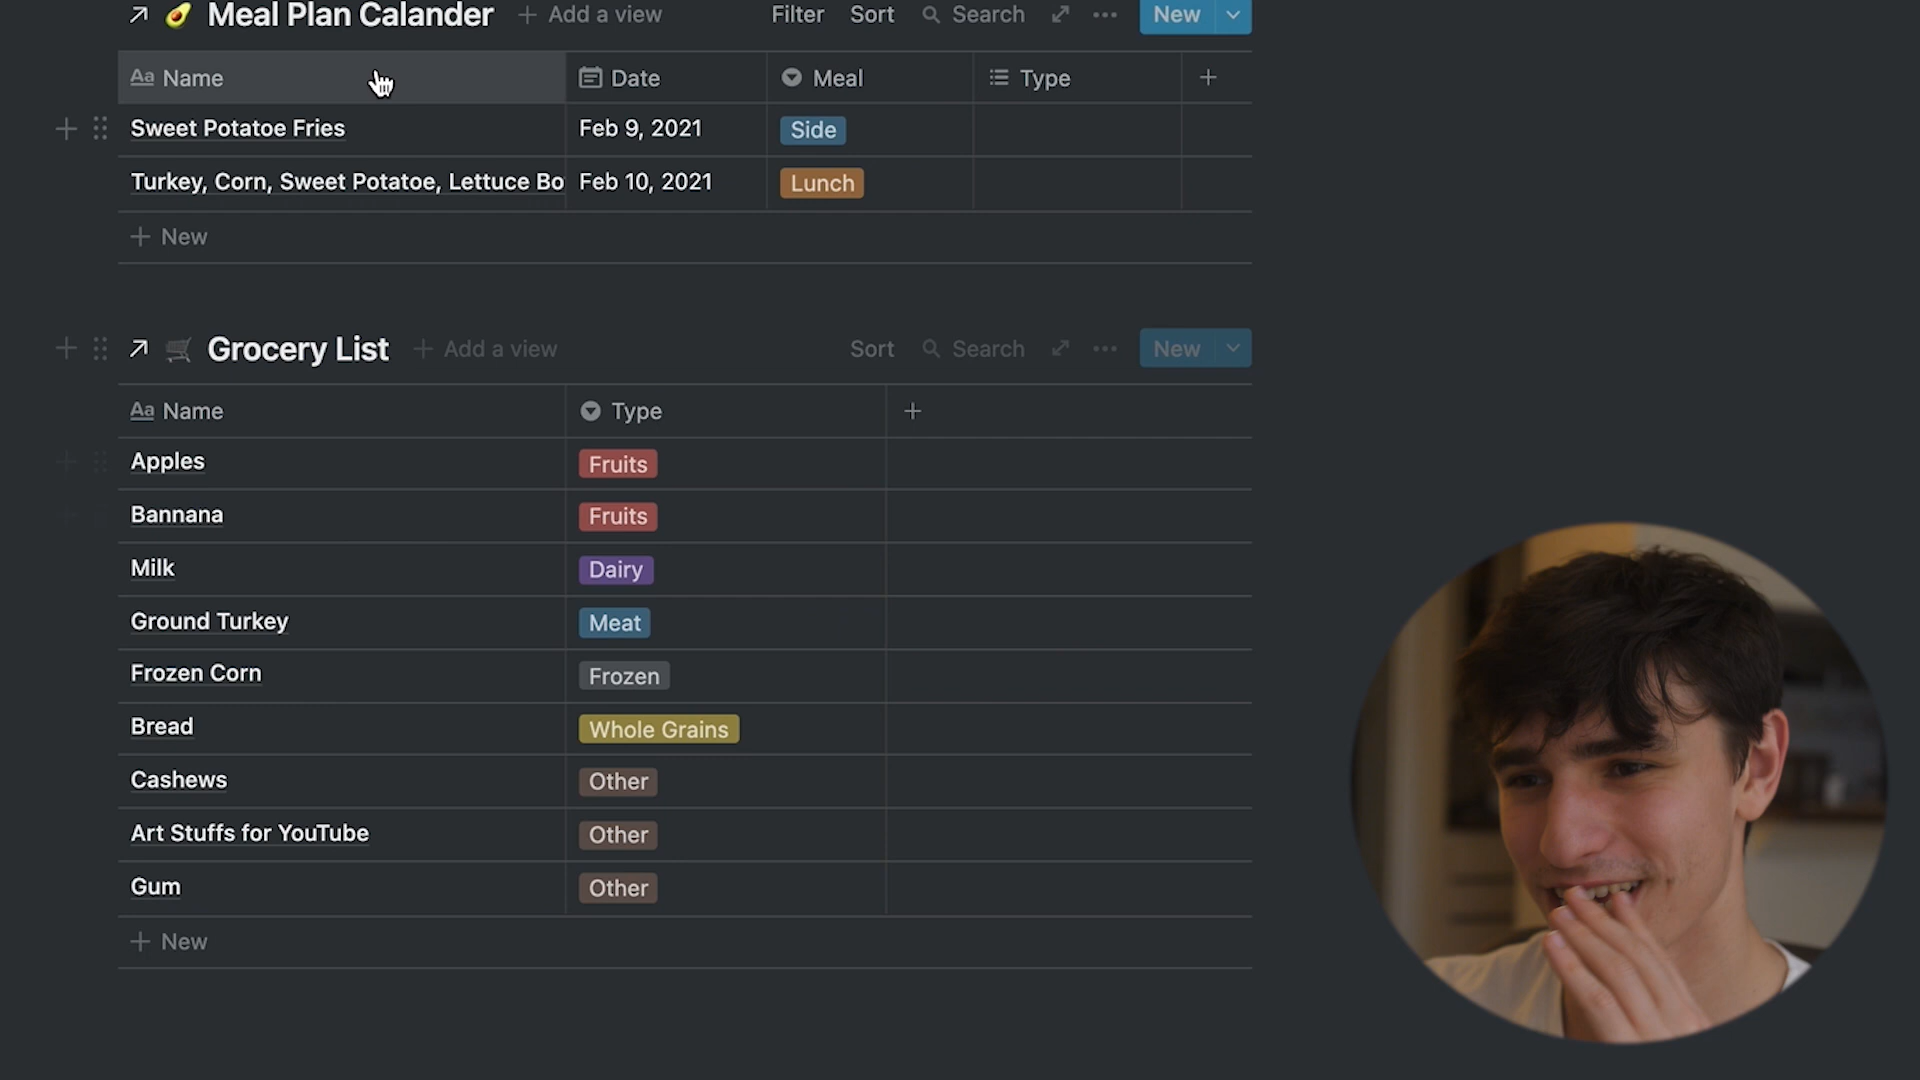 Meal Plan Calander + Add a view Filter Sort Search ... New
Aa Name Date Meal Type +
Sweet Potatoe Fries Feb 9, 2021 Side
Turkey, Corn, Sweet Potatoe, Lettuce Bo Feb 10, 2021 Lunch
+ New
Grocery List + Add a view Sort Search ... New
Aa Name Type +
Apples Fruits
Bannana Fruits
Milk Dairy
Ground Turkey Meat
Frozen Corn Frozen
Bread Whole Grains
Cashews Other
Art Stuffs for YouTube Other
Gum Other
+ New